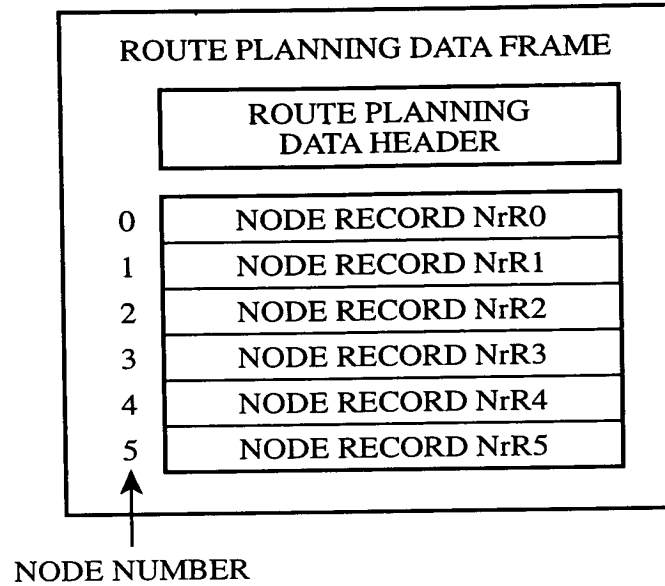 ROUTE PLANNING DATA FRAME
ROUTE PLANNING
DATA HEADER
0 NODE RECORD NrR0
1 NODE RECORD NrR1
2 NODE RECORD NrR2
3 NODE RECORD NrR3
4 NODE RECORD NrR4
5 NODE RECORD NrR5
NODE NUMBER